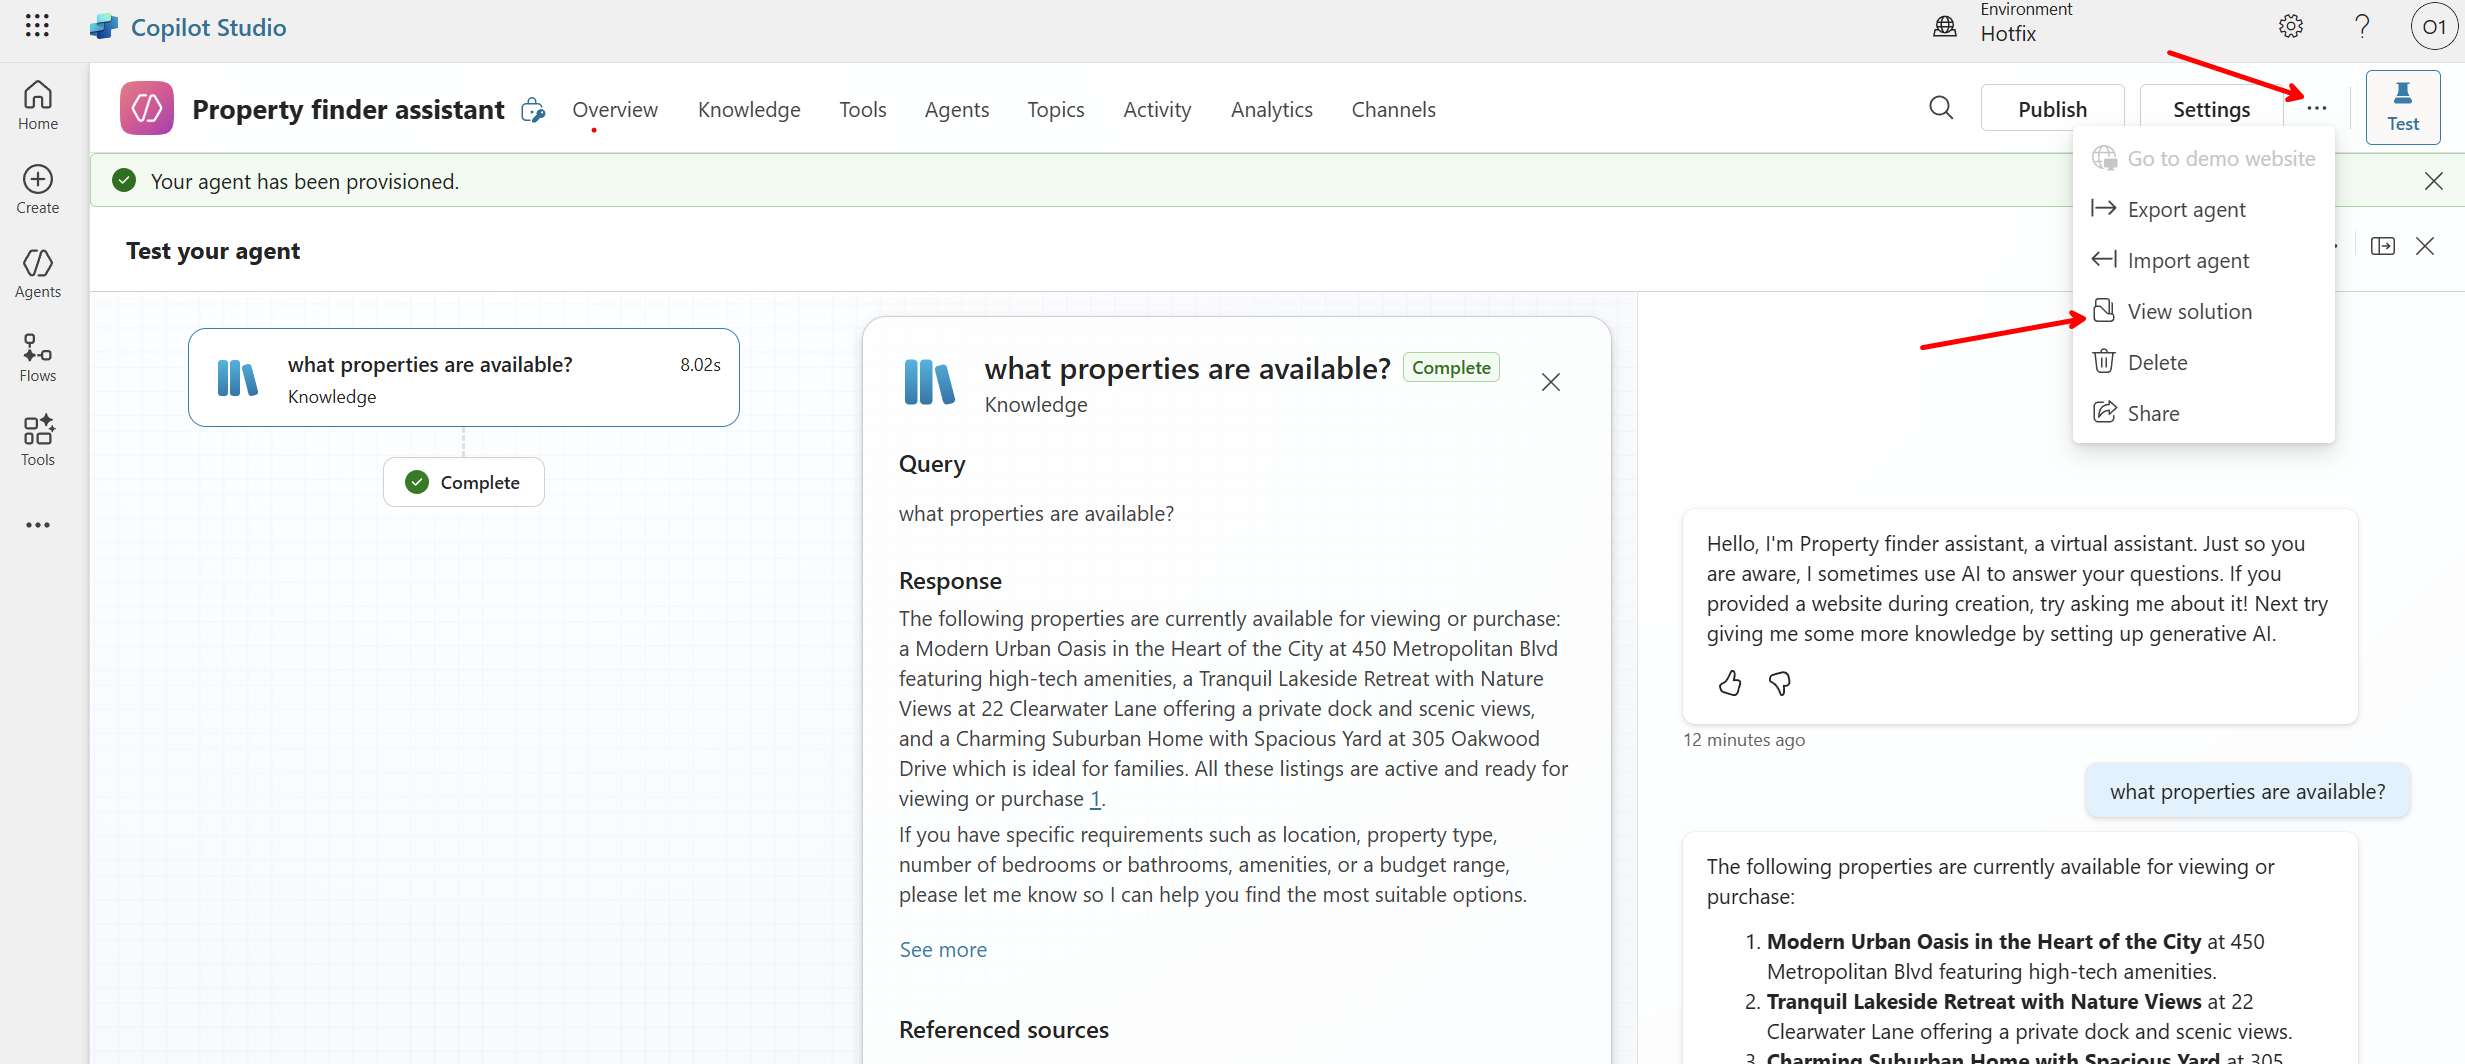 Copilot Studio
Environment
Hotfix
O1
Home
Create
Agents
Flows
Tools
Property finder assistant
Overview
Knowledge
Tools
Agents
Topics
Activity
Analytics
Channels
Publish
Settings
Test
Your agent has been provisioned.
Go to demo website
Export agent
Import agent
View solution
Delete
Share
Test your agent
what properties are available?
8.02s
Knowledge
Complete
what properties are available?
Complete
Knowledge
Query
what properties are available?
Response
The following properties are currently available for viewing or purchase:
a Modern Urban Oasis in the Heart of the City at 450 Metropolitan Blvd
featuring high-tech amenities, a Tranquil Lakeside Retreat with Nature
Views at 22 Clearwater Lane offering a private dock and scenic views,
and a Charming Suburban Home with Spacious Yard at 305 Oakwood
Drive which is ideal for families. All these listings are active and ready for
viewing or purchase 1.
If you have specific requirements such as location, property type,
number of bedrooms or bathrooms, amenities, or a budget range,
please let me know so I can help you find the most suitable options.
See more
Referenced sources
Hello, I'm Property finder assistant, a virtual assistant. Just so you
are aware, I sometimes use AI to answer your questions. If you
provided a website during creation, try asking me about it! Next try
giving me some more knowledge by setting up generative AI.
12 minutes ago
what properties are available?
The following properties are currently available for viewing or
purchase:
1. Modern Urban Oasis in the Heart of the City at 450
Metropolitan Blvd featuring high-tech amenities.
2. Tranquil Lakeside Retreat with Nature Views at 22
Clearwater Lane offering a private dock and scenic views.
3. Charming Suburban Home with Spacious Yard at 305